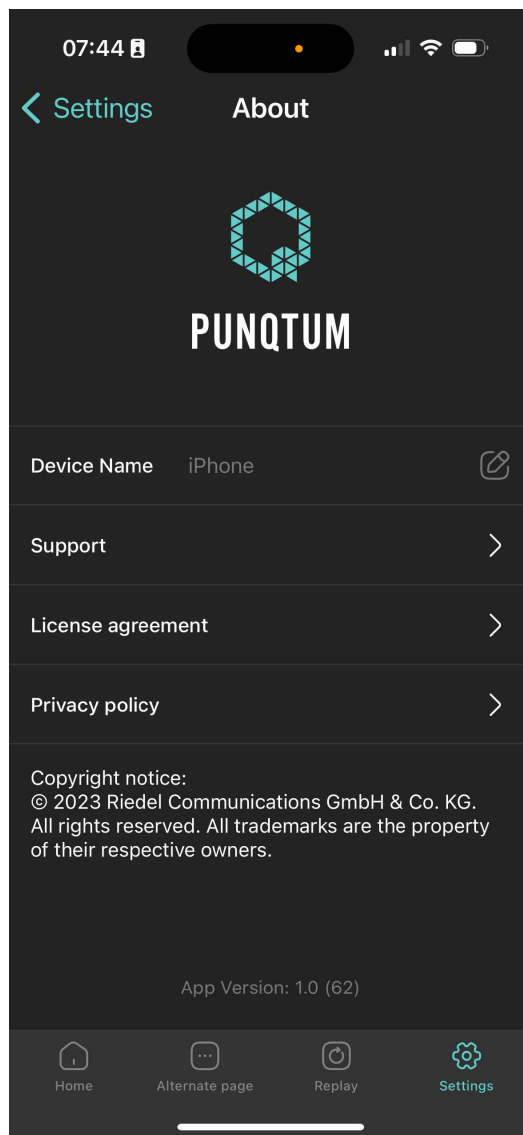 07:44
Settings
About
PUNQTUM
Device Name iPhone
Support
License agreement
Privacy policy
Copyright notice:
© 2023 Riedel Communications GmbH & Co. KG.
All rights reserved. All trademarks are the property
of their respective owners.
App Version: 1.0 (62)
Home Alternate page Replay Settings